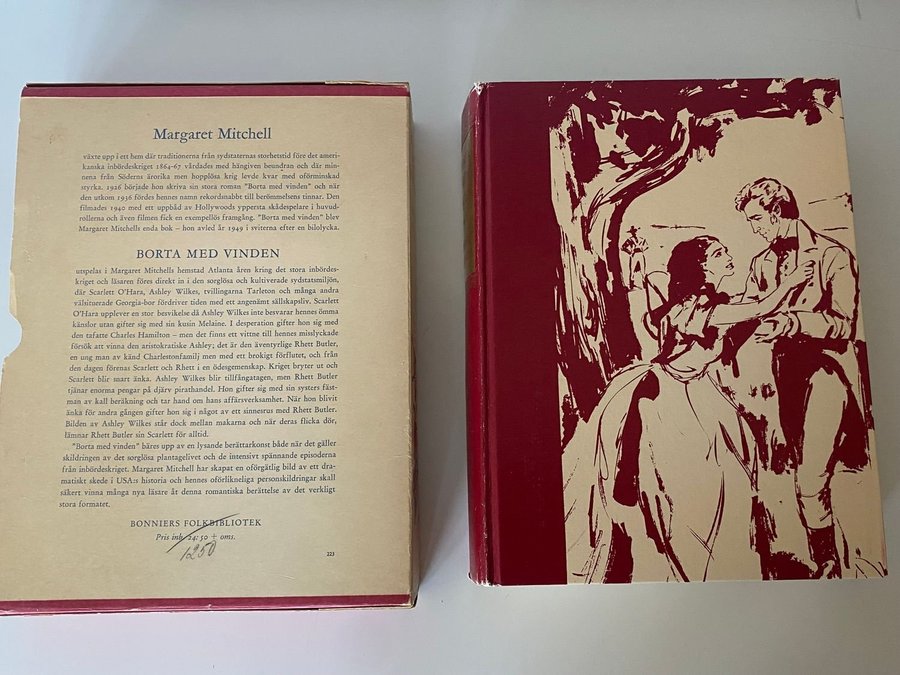 Margaret Mitchell
växte upp i ett hem där traditionerna från sydstaternas storhetstid före det ameri-
kanska inbördeskriget 1864-67 vårdades med hängiven beundran och där min-
nena från Söderns ärorika men hopplösa krig levde kvar med oförminskad
styrka. 1926 började hon skriva sin stora roman "Borta med vinden" och när
den utkom 1936 fördes hennes namn rekordsnabbt till berömmelsens tinnar. Den
filmades 1940 med ett uppbåd av Hollywoods yppersta skådespelare i huvud-
rollerna och även filmen fick en exempellös framgång. "Borta med vinden" blev
Margaret Mitchells enda bok – hon avled år 1949 i sviterna efter en bilolycka.
BORTA MED VINDEN
utspelas i Margaret Mitchells hemstad Atlanta åren kring det stora inbördes-
kriget och läsaren föres direkt in i den sorglösa och kultiverade sydstatsmiljön,
där Scarlett O'Hara, Ashley Wilkes, tvillingarna Tarleton och många andra
välsituerade Georgia-bor fördriver tiden med ett angenämt sällskapsliv. Scarlett
O'Hara upplever en stor besvikelse då Ashley Wilkes inte besvarar hennes ömma
känslor utan gifter sig med sin kusin Melaine. I desperation gifter hon sig med
den tafatte Charles Hamilton – men det finns ett vittne till hennes misslyckade
försök att vinna den aristokratiske Ashley; det är den äventyrlige Rhett Butler,
en ung man av känd Charlestonfamilj men med ett brokigt förflutet, och från
den dagen förenas Scarlett och Rhett i en ödesgemenskap. Kriget bryter ut och
Scarlett blir snart änka. Ashley Wilkes blir tillfångatagen, men Rhett Butler
tjänar enorma pengar på djärv pirathandel. Hon gifter sig med sin systers fäst-
man av kall beräkning och tar hand om hans affärsverksamhet. När hon blivit
änka för andra gången gifter hon sig i något av ett sinnesrus med Rhett Butler.
Bilden av Ashley Wilkes står dock mellan makarna och när deras flicka dör,
lämnar Rhett Butler sin Scarlett för alltid.
"Borta med vinden" bäres upp av en lysande berättarkonst både när det gäller
skildringen av det sorglösa plantagelivet och de intensivt spännande episoderna
från inbördeskriget. Margaret Mitchell har skapat en oförgätlig bild av ett dra-
matiskt skede i USA:s historia och hennes oförlikneliga personskildringar skall
säkert vinna många nya läsare åt denna romantiska berättelse av det verkligt
stora formatet.
BONNIERS FOLKBIBLIOTEK
Pris inb. 24:50 + oms.
1250
223